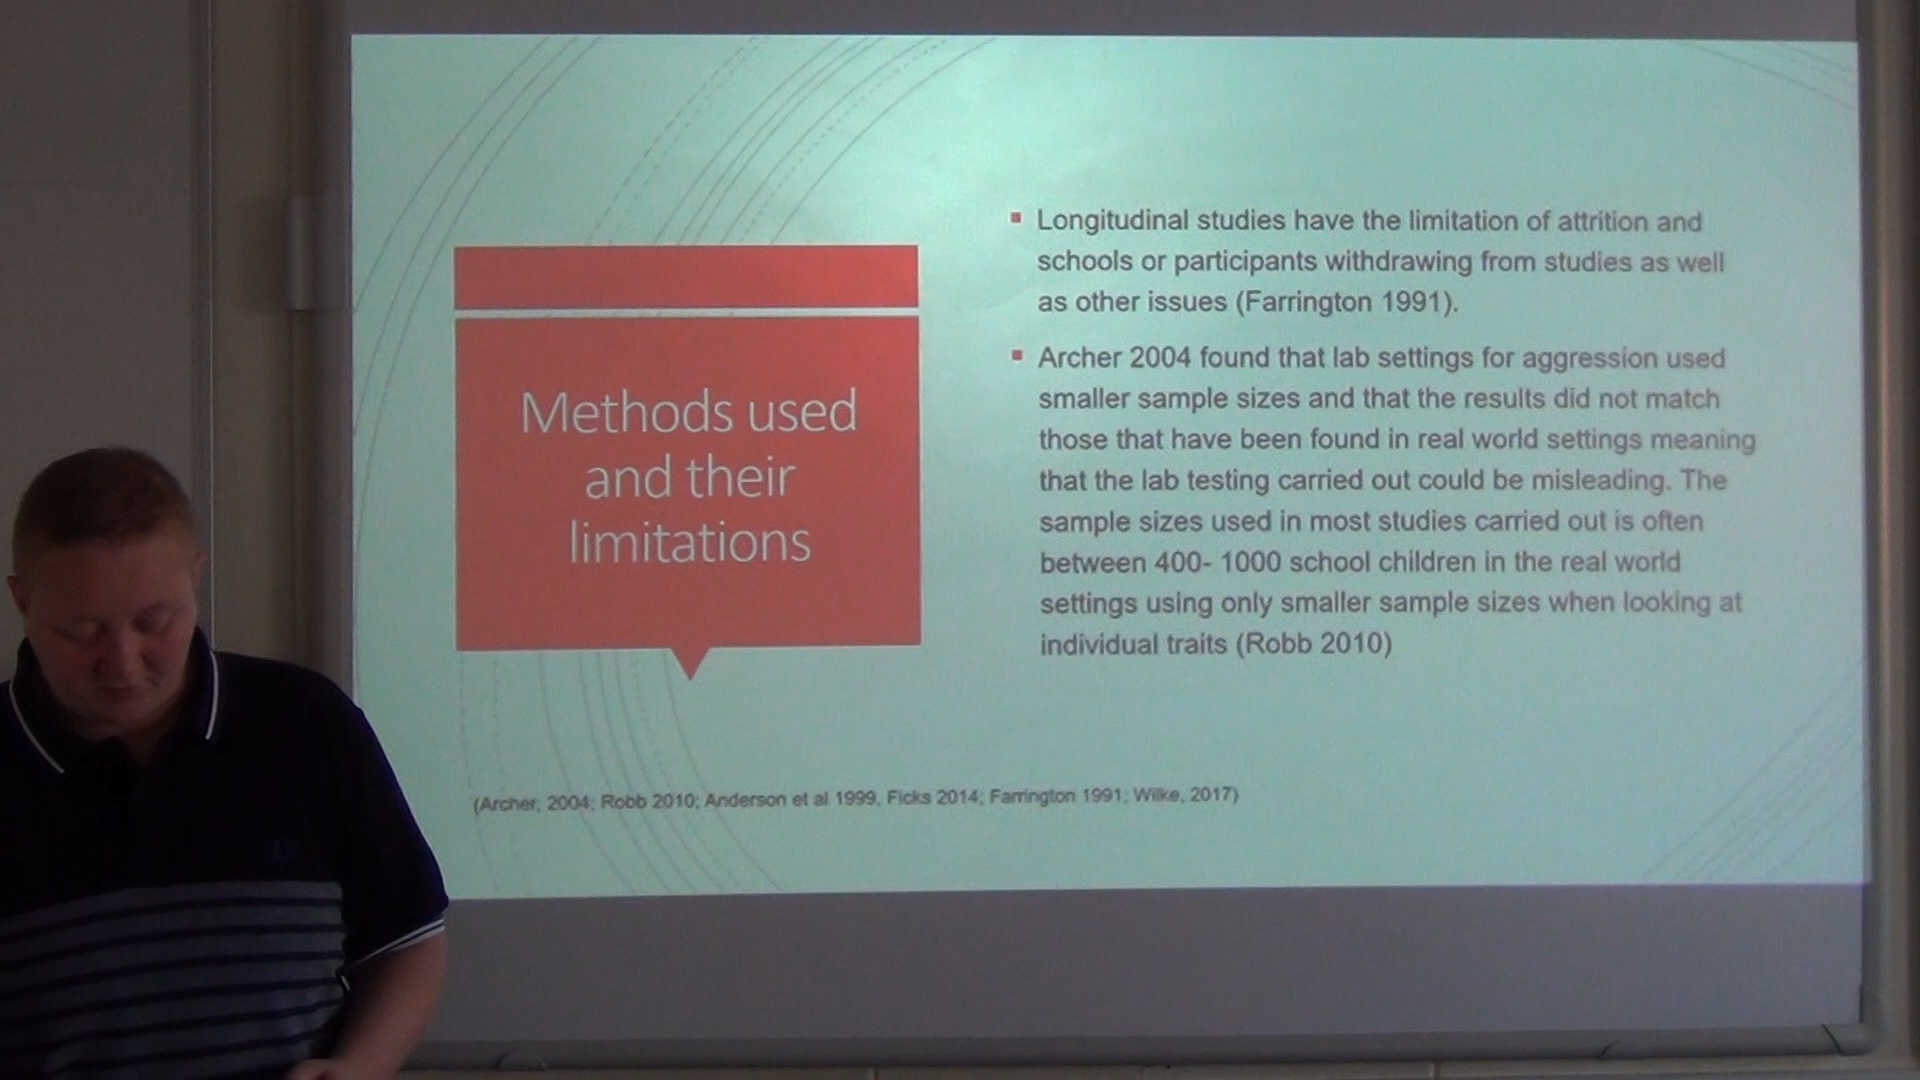 Methods used
and their
limitations
Longitudinal studies have the limitation of attrition and
schools or participants withdrawing from studies as well
as other issues (Farrington 1991).
Archer 2004 found that lab settings for aggression used
smaller sample sizes and that the results did not match
those that have been found in real world settings meaning
that the lab testing carried out could be misleading. The
sample sizes used in most studies carried out is often
between 400- 1000 school children in the real world
settings using only smaller sample sizes when looking at
individual traits (Robb 2010)
(Archer, 2004; Robb 2010; Anderson et al 1999, Ficks 2014; Farrington 1991; Wilke, 2017)